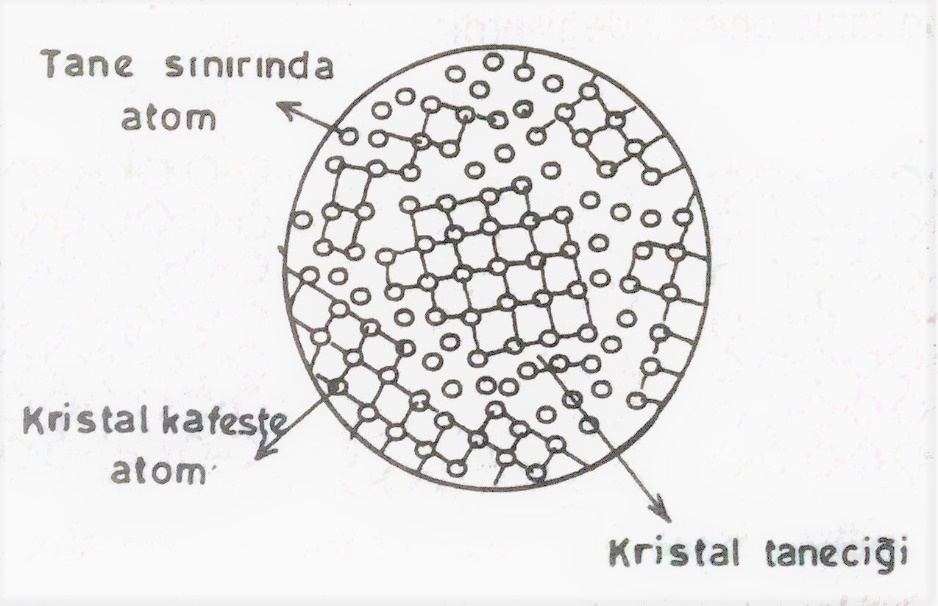 Tane sınırında
atom
Kristal kafeste
atom
Kristal taneciği